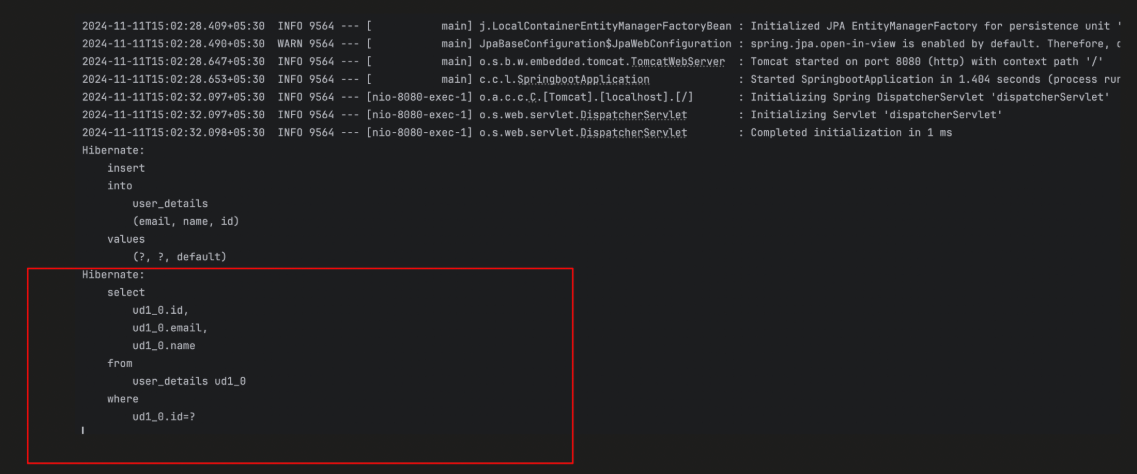 2024-11-11T15:02:28.409+05:30  INFO 9564 --- [           main] j.LocalContainerEntityManagerFactoryBean : Initialized JPA EntityManagerFactory for persistence unit '
2024-11-11T15:02:28.490+05:30  WARN 9564 --- [           main] JpaBaseConfiguration$JpaWebConfiguration : spring.jpa.open-in-view is enabled by default. Therefore, d
2024-11-11T15:02:28.647+05:30  INFO 9564 --- [           main] o.s.b.w.embedded.tomcat.TomcatWebServer  : Tomcat started on port 8080 (http) with context path '/'
2024-11-11T15:02:28.653+05:30  INFO 9564 --- [           main] c.c.l.SpringbootApplication              : Started SpringbootApplication in 1.404 seconds (process run
2024-11-11T15:02:32.097+05:30  INFO 9564 --- [nio-8080-exec-1] o.a.c.c.C.[Tomcat].[localhost].[/]       : Initializing Spring DispatcherServlet 'dispatcherServlet'
2024-11-11T15:02:32.097+05:30  INFO 9564 --- [nio-8080-exec-1] o.s.web.servlet.DispatcherServlet        : Initializing Servlet 'dispatcherServlet'
2024-11-11T15:02:32.098+05:30  INFO 9564 --- [nio-8080-exec-1] o.s.web.servlet.DispatcherServlet        : Completed initialization in 1 ms
Hibernate:
    insert
    into
        user_details
        (email, name, id)
    values
        (?, ?, default)
Hibernate:
    select
        ud1_0.id,
        ud1_0.email,
        ud1_0.name
    from
        user_details ud1_0
    where
        ud1_0.id=?